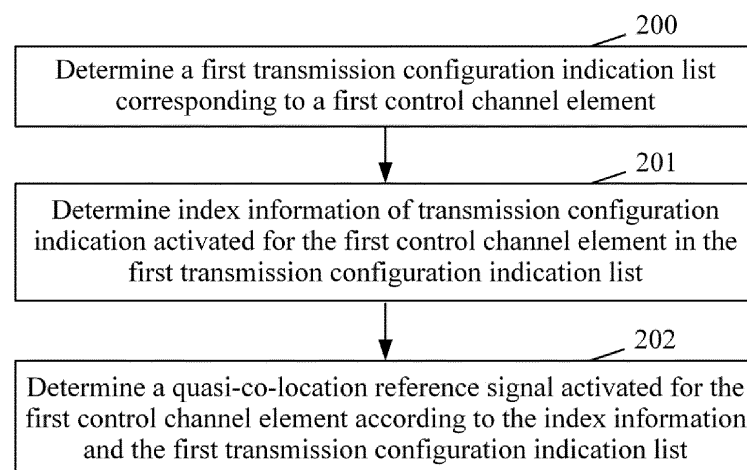 200
Determine a first transmission configuration indication list
corresponding to a first control channel element
201
Determine index information of transmission configuration
indication activated for the first control channel element in the
first transmission configuration indication list
202
Determine a quasi-co-location reference signal activated for the
first control channel element according to the index information
and the first transmission configuration indication list